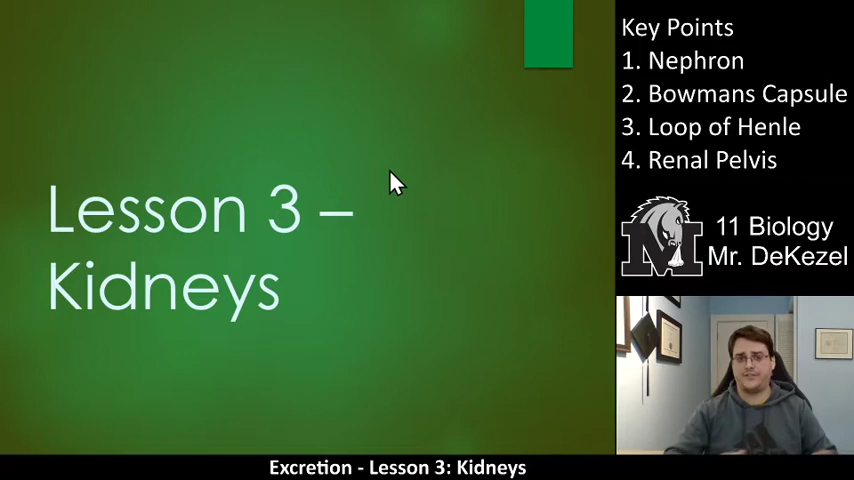 Lesson 3 –
Kidneys
Key Points
1. Nephron
2. Bowmans Capsule
3. Loop of Henle
4. Renal Pelvis
M
11 Biology
Mr. DeKezel
Excretion - Lesson 3: Kidneys